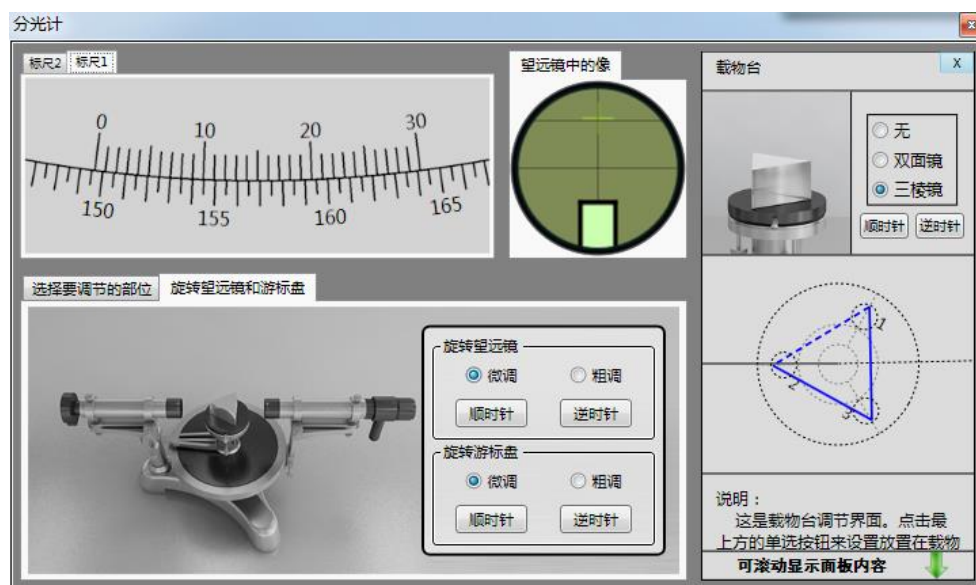 分光计
标尺2 标尺1
0 10 20 30
150 155 160 165
望远镜中的像
载物台 X
无
双面镜
三棱镜
顺时针 逆时针
选择要调节的部位 旋转望远镜和游标盘
旋转望远镜
微调 粗调
顺时针 逆时针
旋转游标盘
微调 粗调
顺时针 逆时针
1
2
3
说明：
这是载物台调节界面。点击最
上方的单选按钮来设置放置在载物
可滚动显示面板内容